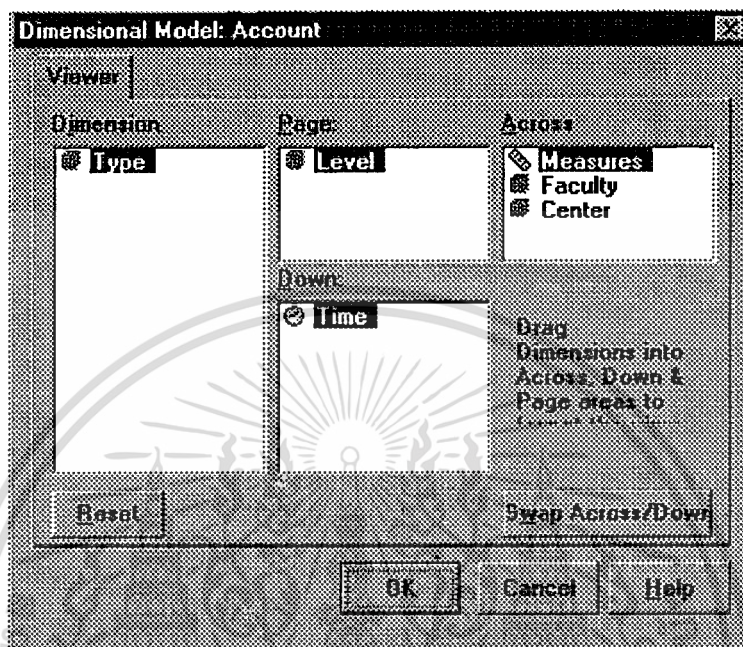 Dimensional Model: Account
Viewer
Dimension:
Type
Page:
Level
Across
Measures
Faculty
Center
Down:
Time
Drag
Dimensions into
Across, Down &
Page areas to
Reset
Swap Across/Down
OK
Cancel
Help